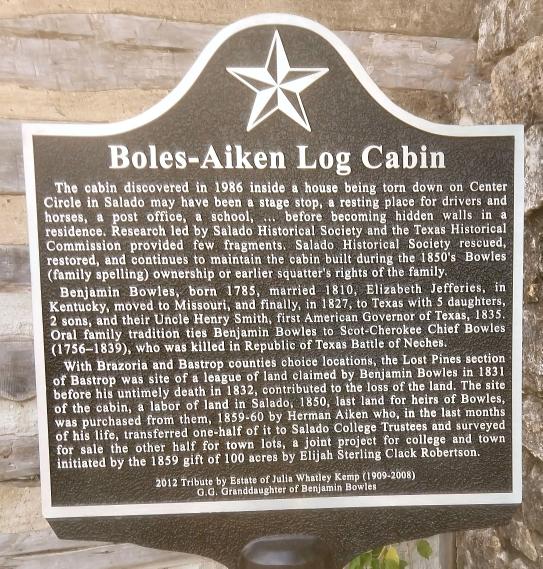 Boles-Aiken Log Cabin
The cabin discovered in 1986 inside a house being torn down on Center
Circle in Salado may have been a stage stop, a resting place for drivers and
horses, a post office, a school, ... before becoming hidden walls in a
residence. Research led by Salado Historical Society and the Texas Historical
Commission provided few fragments. Salado Historical Society rescued,
restored, and continues to maintain the cabin built during the 1850's Bowles
(family spelling) ownership or earlier squatter's rights of the family.
Benjamin Bowles, born 1785, married 1810, Elizabeth Jefferies, in
Kentucky, moved to Missouri, and finally, in 1827, to Texas with 5 daughters,
2 sons, and their Uncle Henry Smith, first American Governor of Texas, 1835.
Oral family tradition ties Benjamin Bowles to Scot-Cherokee Chief Bowles
(1756–1839), who was killed in Republic of Texas Battle of Neches.
With Brazoria and Bastrop counties choice locations, the Lost Pines section
of Bastrop was site of a league of land claimed by Benjamin Bowles in 1831
before his untimely death in 1832, contributed to the loss of the land. The site
of the cabin, a labor of land in Salado, 1850, last land for heirs of Bowles,
was purchased from them, 1859-60 by Herman Aiken who, in the last months
of his life, transferred one-half of it to Salado College Trustees and surveyed
for sale the other half for town lots, a joint project for college and town
initiated by the 1859 gift of 100 acres by Elijah Sterling Clack Robertson.
2012 Tribute by Estate of Julia Whatley Kemp (1909-2008)
G.G. Granddaughter of Benjamin Bowles